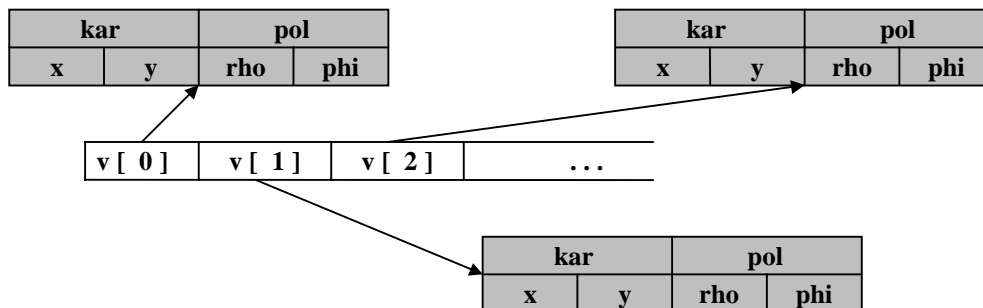 kar pol
x y rho phi
kar pol
x y rho phi
v [ 0 ] v [ 1 ] v [ 2 ] . . .
kar pol
x y rho phi